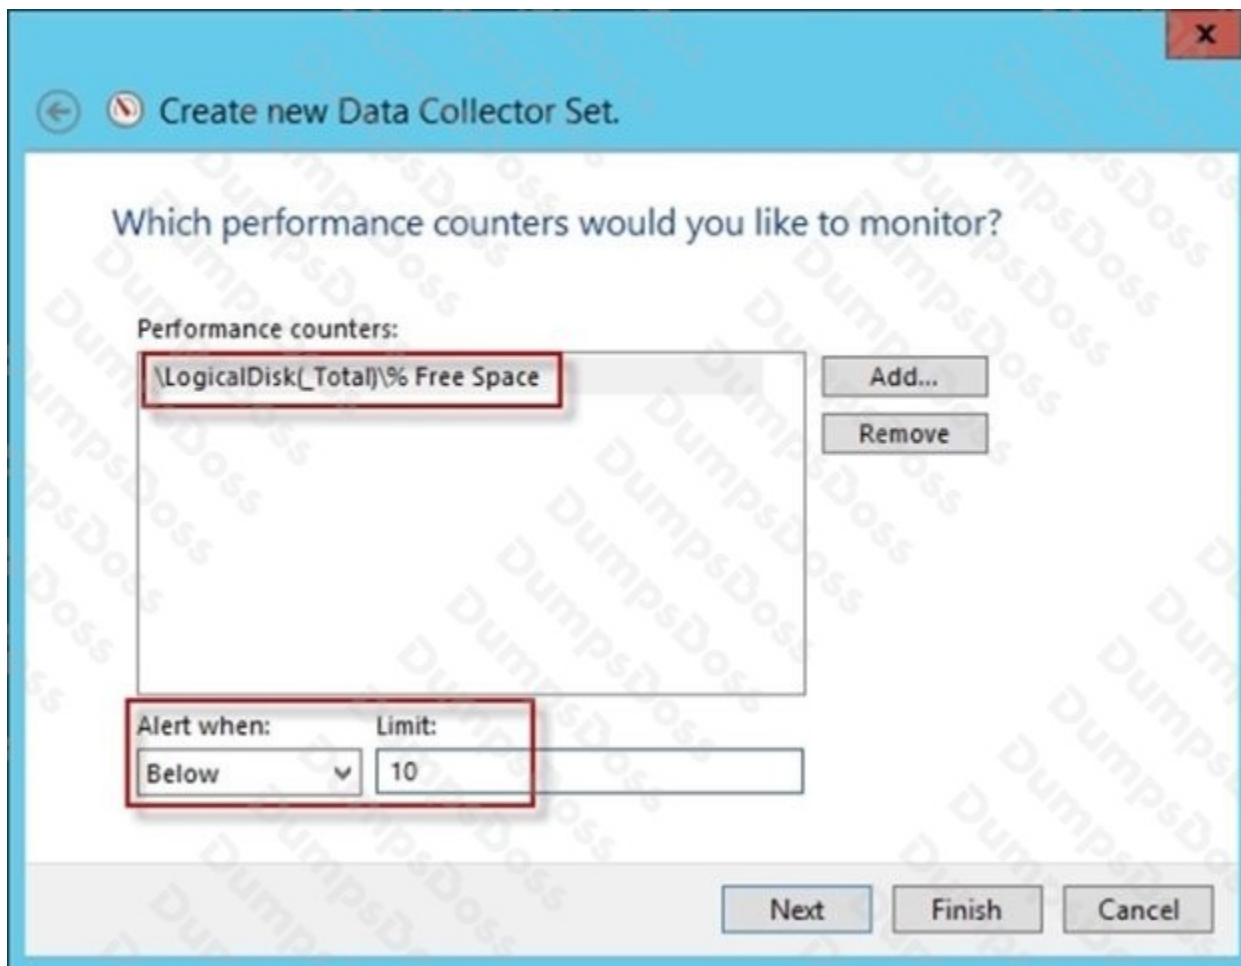 x
Create new Data Collector Set.
Which performance counters would you like to monitor?
Performance counters:
\LogicalDisk(_Total)\% Free Space
Add...
Remove
Alert when:
Limit:
Below
10
Next
Finish
Cancel
DumpsDoss